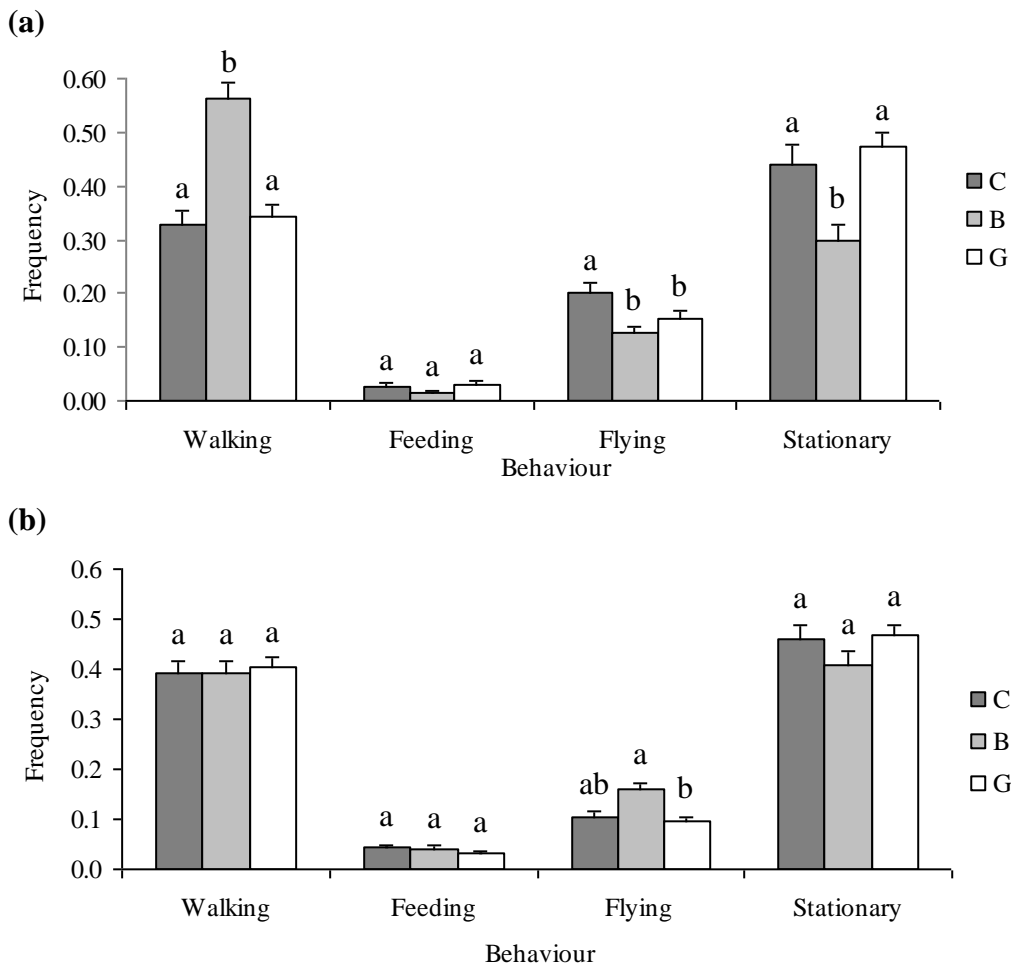 (a)
b
0.60
a
a
0.50
a
a
b
0.40
C
B
0.30
a
G
b
b
0.20
a
a
a
0.10
0.00
Walking Feeding Flying Stationary
Behaviour
Frequency
(b)
0.6
a
a
a
0.5
a a a
0.4
C
0.3
B
a
0.2
ab
b
G
a a a
0.1
0.0
Walking Feeding Flying Stationary
Behaviour
Frequency